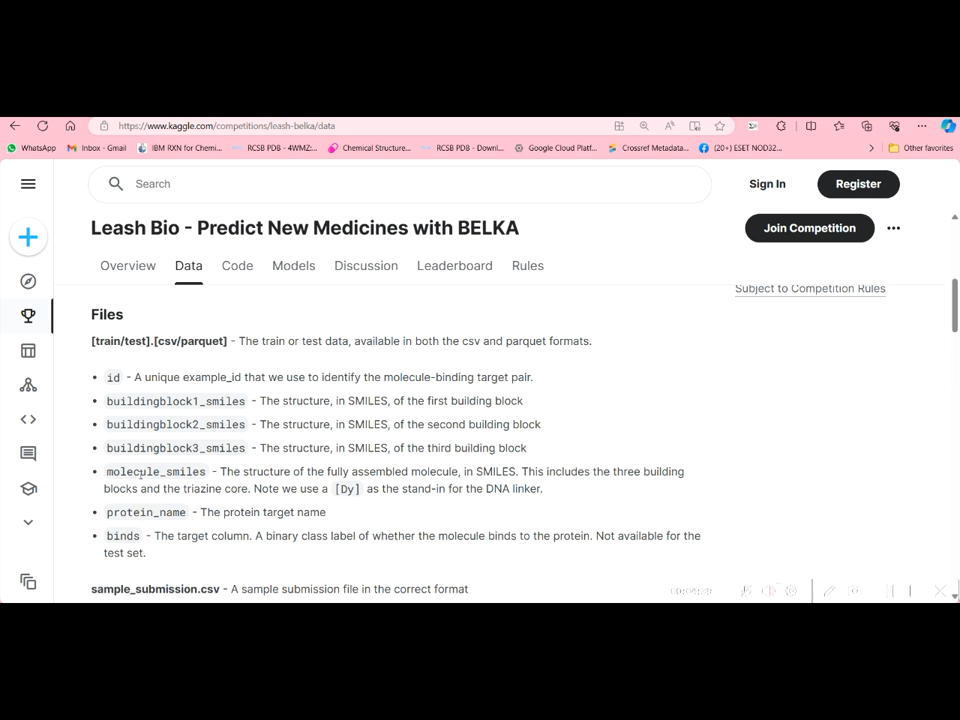 https://www.kaggle.com/competitions/leash-belka/data
WhatsApp
Inbox - Gmail
IBM RXN for Chemi...
RCSB PDB - 4WMZ:...
Chemical Structure...
RCSB PDB - Downl...
Google Cloud Platf...
Crossref Metadata...
(20+) ESET NOD32...
Other favorites
Search
Sign In
Register
Leash Bio - Predict New Medicines with BELKA
Join Competition
Overview
Data
Code
Models
Discussion
Leaderboard
Rules
Subject to Competition Rules
Files
[train/test].[csv/parquet] - The train or test data, available in both the csv and parquet formats.
• id - A unique example_id that we use to identify the molecule-binding target pair.
• buildingblock1_smiles - The structure, in SMILES, of the first building block
• buildingblock2_smiles - The structure, in SMILES, of the second building block
• buildingblock3_smiles - The structure, in SMILES, of the third building block
• molecule_smiles - The structure of the fully assembled molecule, in SMILES. This includes the three building
blocks and the triazine core. Note we use a [Dy] as the stand-in for the DNA linker.
• protein_name - The protein target name
• binds - The target column. A binary class label of whether the molecule binds to the protein. Not available for the
test set.
sample_submission.csv - A sample submission file in the correct format